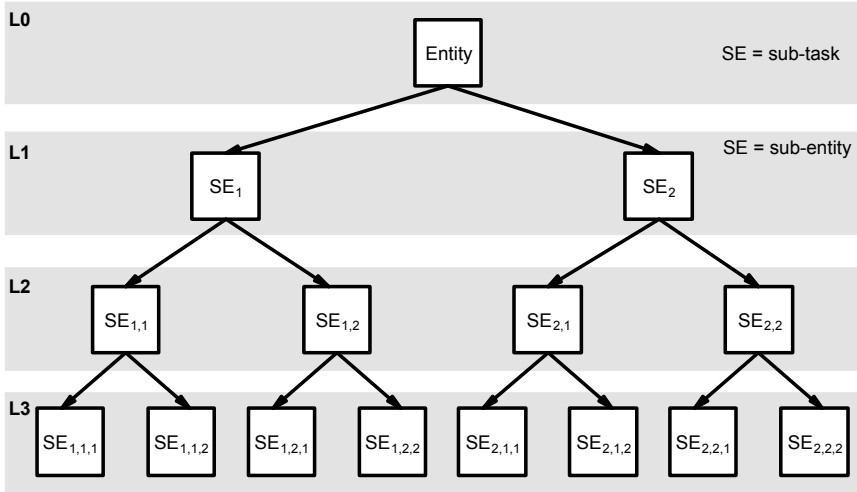 L0
Entity
SE = sub-task
L1
SE = sub-entity
SE₁
SE₂
L2
SE₁,₁
SE₁,₂
SE₂,₁
SE₂,₂
L3
SE₁,₁,₁
SE₁,₁,₂
SE₁,₂,₁
SE₁,₂,₂
SE₂,₁,₁
SE₂,₁,₂
SE₂,₂,₁
SE₂,₂,₂